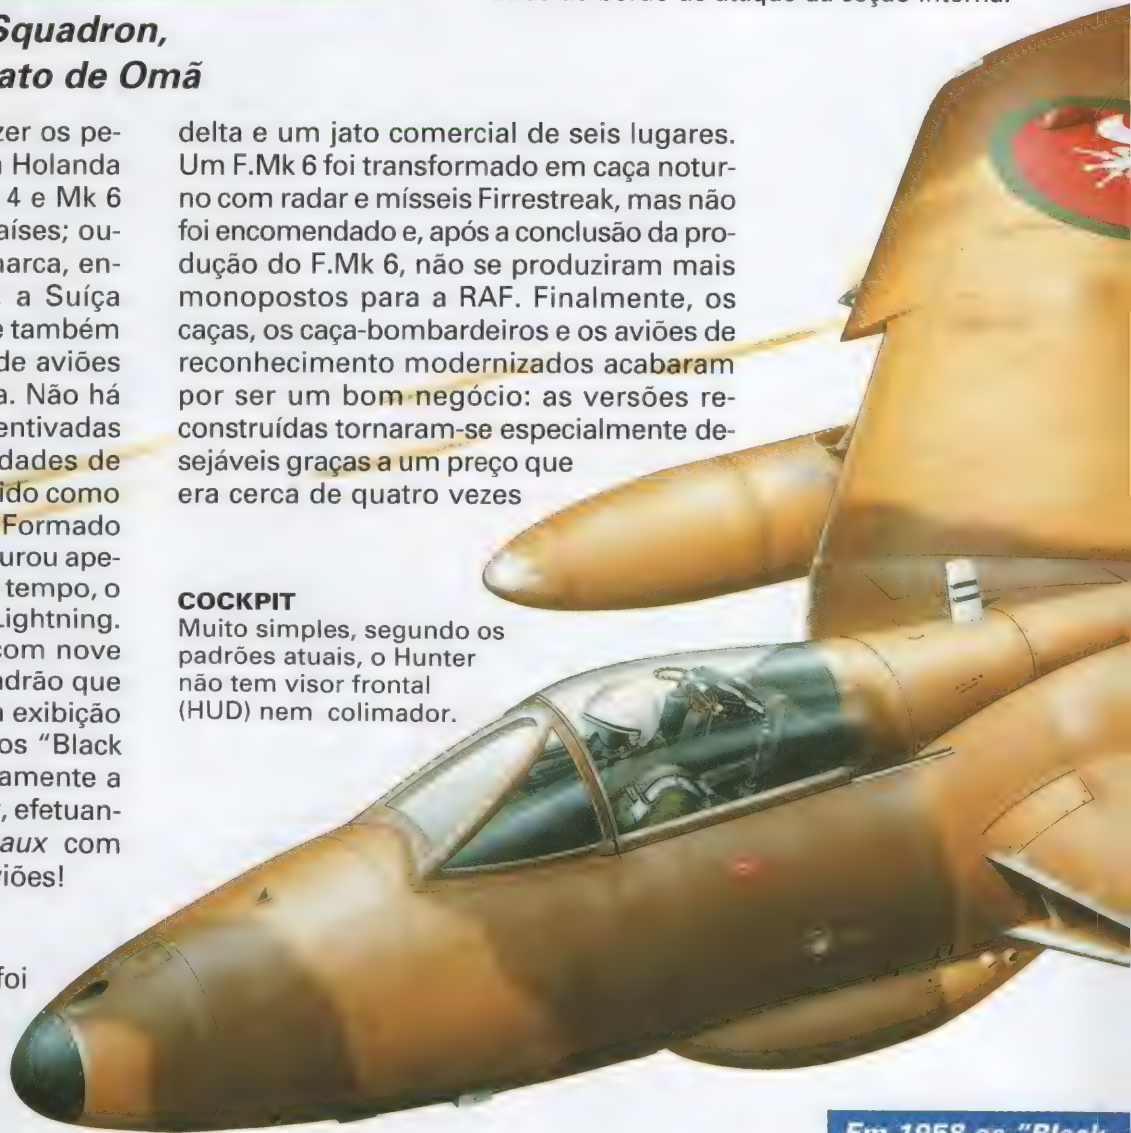 Squadron,
ato de Omã
zer os pe-
Holanda
4 e Mk 6
aíses; ou-
marca, en-
a Suíça
e também
de aviões
a. Não há
entivadas
dades de
ido como
Formado
urou ape-
tempo, o
Lightning.
com nove
adrão que
exibição
os "Black
amente a
, efetuan-
aux com
iões!
foi
delta e um jato comercial de seis lugares.
Um F.Mk 6 foi transformado em caça notur-
no com radar e mísseis Firrestreak, mas não
foi encomendado e, após a conclusão da pro-
dução do F.Mk 6, não se produziram mais
monopostos para a RAF. Finalmente, os
caças, os caça-bombardeiros e os aviões de
reconhecimento modernizados acabaram
por ser um bom negócio: as versões re-
construídas tornaram-se especialmente de-
sejáveis graças a um preço que
era cerca de quatro vezes
COCKPIT
Muito simples, segundo os
padrões atuais, o Hunter
não tem visor frontal
(HUD) nem colimador.
Em 1958 os "Black